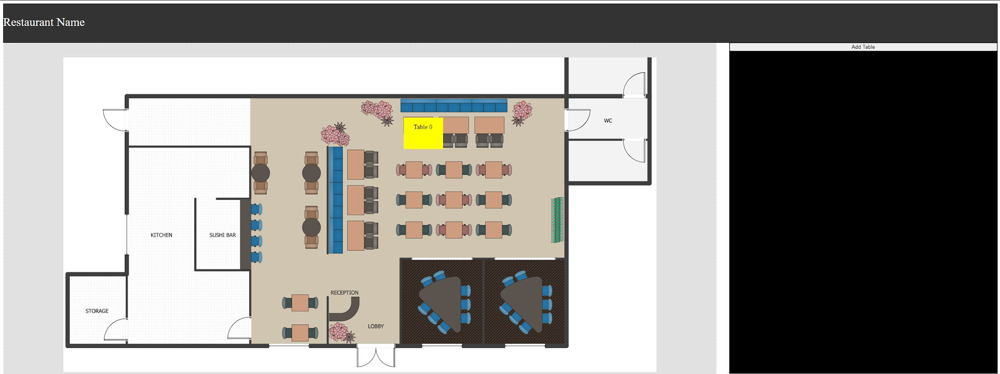 Restaurant Name
Add Table
WC
Table 0
KITCHEN
SUSHI BAR
RECEPTION
STORAGE
LOBBY